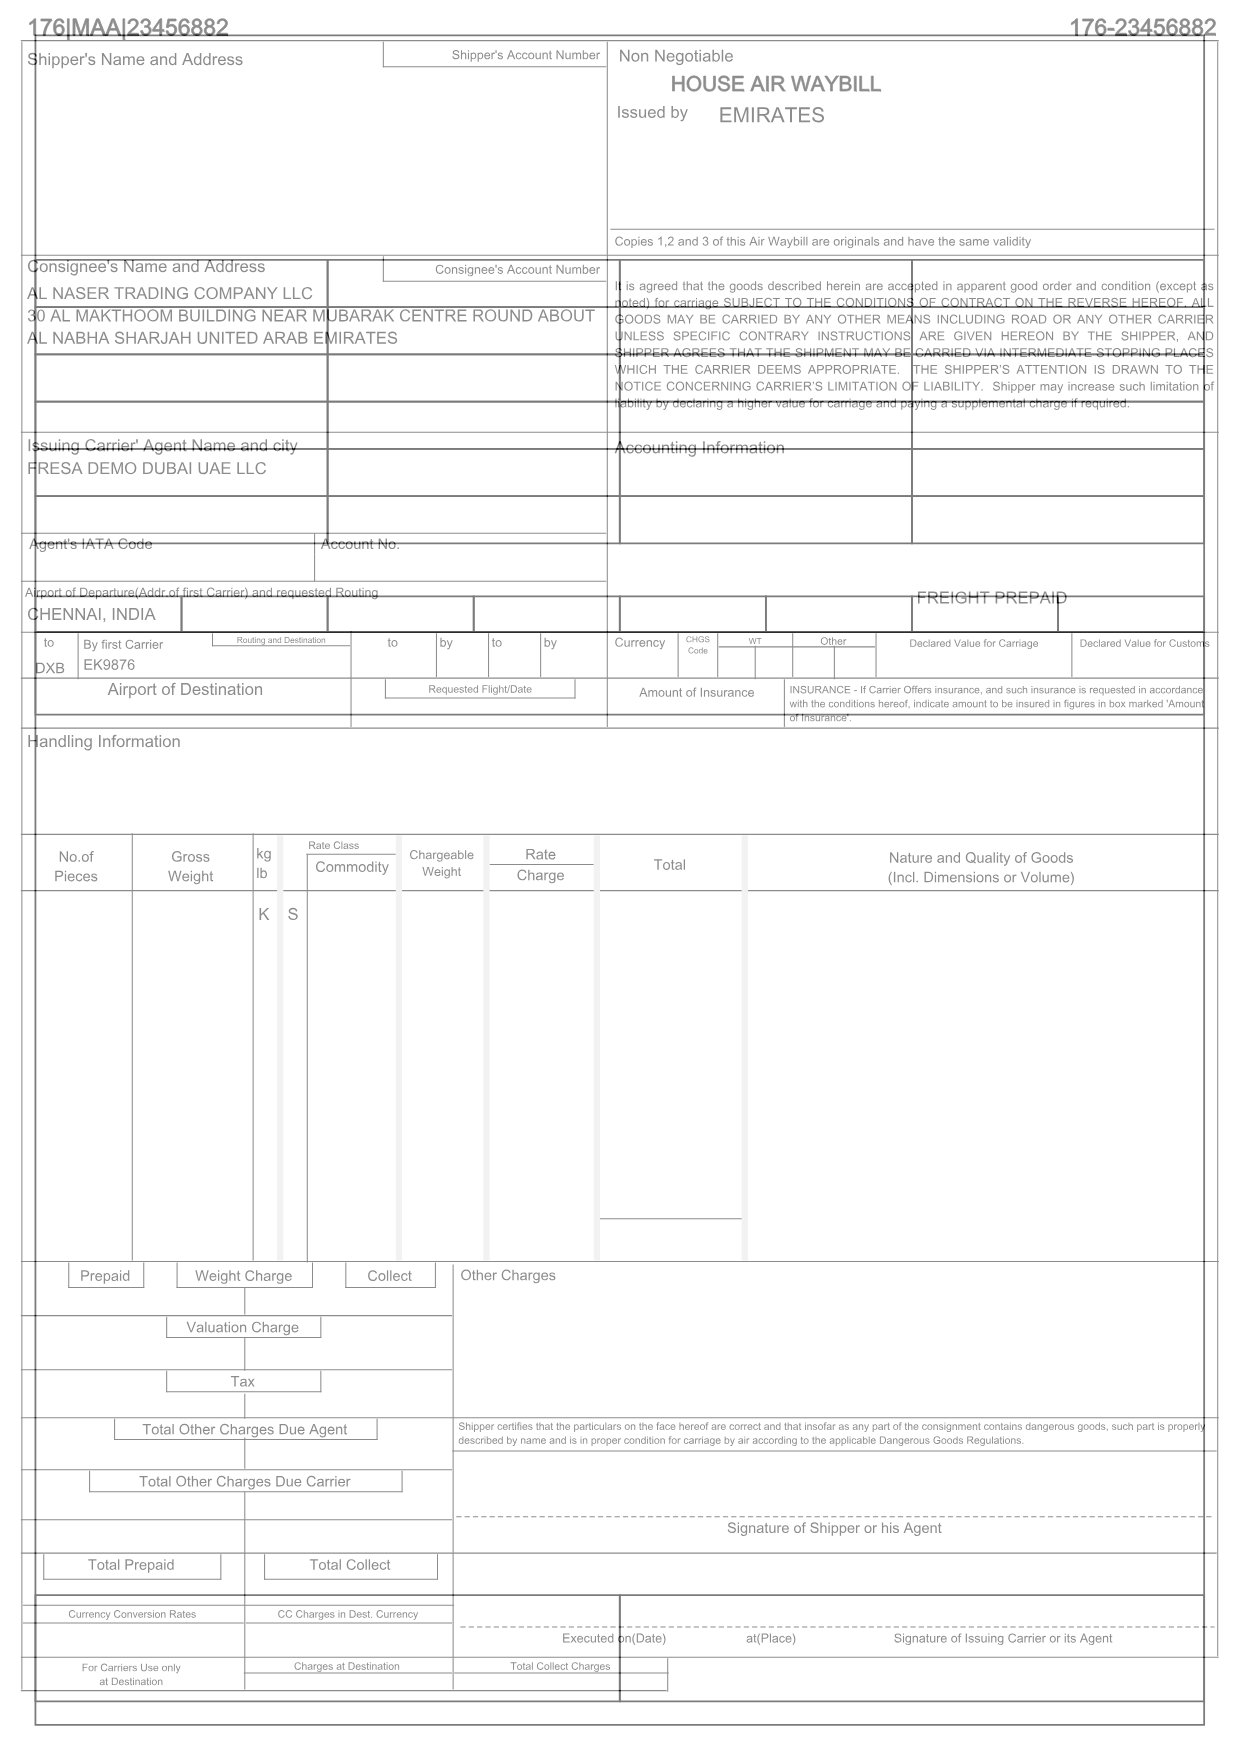 176|MAA|23456882
176-23456882
Shipper's Name and Address
Shipper's Account Number
Non Negotiable
HOUSE AIR WAYBILL
Issued by EMIRATES
Copies 1,2 and 3 of this Air Waybill are originals and have the same validity
Consignee's Name and Address
Consignee's Account Number
AL NASER TRADING COMPANY LLC
30 AL MAKTHOOM BUILDING NEAR MUBARAK CENTRE ROUND ABOUT
AL NABHA SHARJAH UNITED ARAB EMIRATES
It is agreed that the goods described herein are accepted in apparent good order and condition (except as
noted) for carriage SUBJECT TO THE CONDITIONS OF CONTRACT ON THE REVERSE HEREOF. ALL
GOODS MAY BE CARRIED BY ANY OTHER MEANS INCLUDING ROAD OR ANY OTHER CARRIER
UNLESS SPECIFIC CONTRARY INSTRUCTIONS ARE GIVEN HEREON BY THE SHIPPER, AND
SHIPPER AGREES THAT THE SHIPMENT MAY BE CARRIED VIA INTERMEDIATE STOPPING PLACES
WHICH THE CARRIER DEEMS APPROPRIATE. THE SHIPPER'S ATTENTION IS DRAWN TO THE
NOTICE CONCERNING CARRIER'S LIMITATION OF LIABILITY. Shipper may increase such limitation of
liability by declaring a higher value for carriage and paying a supplemental charge if required.
Issuing Carrier' Agent Name and city
FRESA DEMO DUBAI UAE LLC
Accounting Information
Agent's IATA Code
Account No.
Airport of Departure(Addr.of first Carrier) and requested Routing
CHENNAI, INDIA
FREIGHT PREPAID
to
By first Carrier
Routing and Destination
to
by
to
by
Currency
CHGS
Code
WT
Other
Declared Value for Carriage
Declared Value for Customs
DXB
EK9876
Airport of Destination
Requested Flight/Date
Amount of Insurance
INSURANCE - If Carrier Offers insurance, and such insurance is requested in accordance
with the conditions hereof, indicate amount to be insured in figures in box marked 'Amount
of Insurance'.
Handling Information
No.of
Pieces
Gross
Weight
kg
lb
Rate Class
Commodity
Chargeable
Weight
Rate
Charge
Total
Nature and Quality of Goods
(Incl. Dimensions or Volume)
K
S
Prepaid
Weight Charge
Collect
Other Charges
Valuation Charge
Tax
Total Other Charges Due Agent
Shipper certifies that the particulars on the face hereof are correct and that insofar as any part of the consignment contains dangerous goods, such part is properly
described by name and is in proper condition for carriage by air according to the applicable Dangerous Goods Regulations.
Total Other Charges Due Carrier
Signature of Shipper or his Agent
Total Prepaid
Total Collect
Currency Conversion Rates
CC Charges in Dest. Currency
Executed on(Date)
at(Place)
Signature of Issuing Carrier or its Agent
For Carriers Use only
at Destination
Charges at Destination
Total Collect Charges